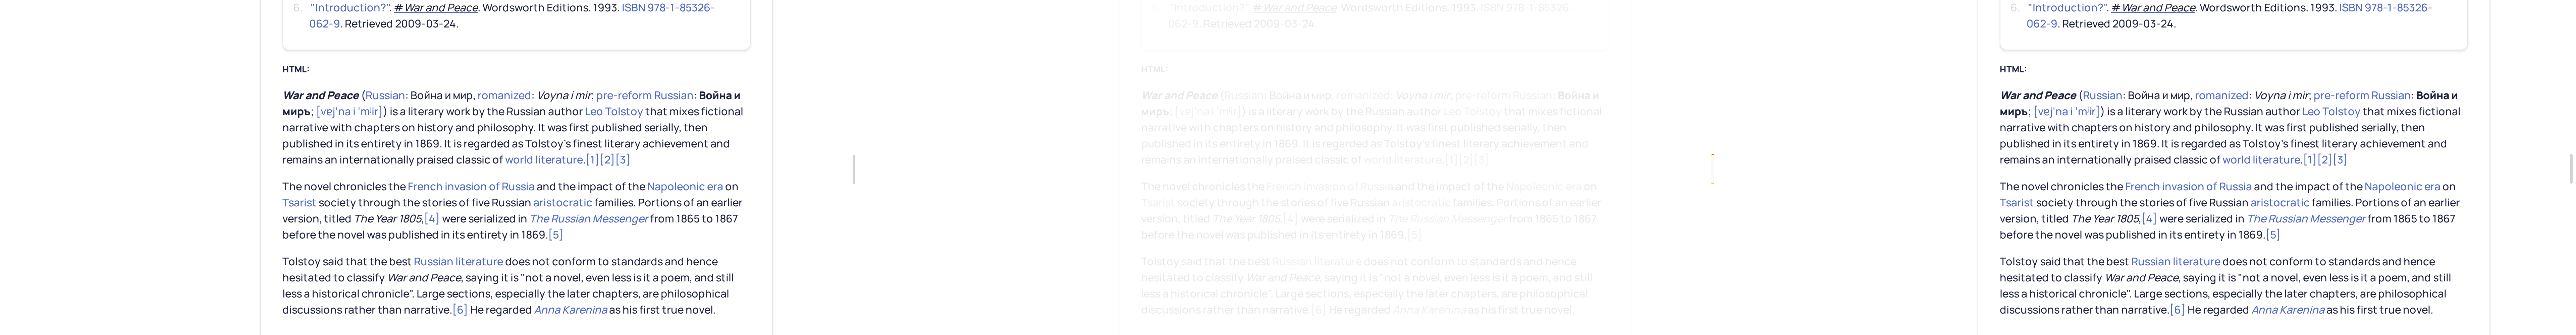 6. "Introduction?". # War and Peace. Wordsworth Editions. 1993. ISBN 978-1-85326-
062-9. Retrieved 2009-03-24.
HTML:
War and Peace (Russian: Война и мир, romanized: Voyna i mir; pre-reform Russian: Война и
миръ; [vɐjˈna i ˈmʲir]) is a literary work by the Russian author Leo Tolstoy that mixes fictional
narrative with chapters on history and philosophy. It was first published serially, then
published in its entirety in 1869. It is regarded as Tolstoy's finest literary achievement and
remains an internationally praised classic of world literature.[1][2][3]
The novel chronicles the French invasion of Russia and the impact of the Napoleonic era on
Tsarist society through the stories of five Russian aristocratic families. Portions of an earlier
version, titled The Year 1805,[4] were serialized in The Russian Messenger from 1865 to 1867
before the novel was published in its entirety in 1869.[5]
Tolstoy said that the best Russian literature does not conform to standards and hence
hesitated to classify War and Peace, saying it is "not a novel, even less is it a poem, and still
less a historical chronicle". Large sections, especially the later chapters, are philosophical
discussions rather than narrative.[6] He regarded Anna Karenina as his first true novel.
6. "Introduction?". # War and Peace. Wordsworth Editions. 1993. ISBN 978-1-85326-
062-9. Retrieved 2009-03-24.
HTML:
War and Peace (Russian: Война и мир, romanized: Voyna i mir; pre-reform Russian: Война и
миръ; [vɐjˈna i ˈmʲir]) is a literary work by the Russian author Leo Tolstoy that mixes fictional
narrative with chapters on history and philosophy. It was first published serially, then
published in its entirety in 1869. It is regarded as Tolstoy's finest literary achievement and
remains an internationally praised classic of world literature.[1][2][3]
The novel chronicles the French invasion of Russia and the impact of the Napoleonic era on
Tsarist society through the stories of five Russian aristocratic families. Portions of an earlier
version, titled The Year 1805,[4] were serialized in The Russian Messenger from 1865 to 1867
before the novel was published in its entirety in 1869.[5]
Tolstoy said that the best Russian literature does not conform to standards and hence
hesitated to classify War and Peace, saying it is "not a novel, even less is it a poem, and still
less a historical chronicle". Large sections, especially the later chapters, are philosophical
discussions rather than narrative.[6] He regarded Anna Karenina as his first true novel.
6. "Introduction?". # War and Peace. Wordsworth Editions. 1993. ISBN 978-1-85326-
062-9. Retrieved 2009-03-24.
HTML:
War and Peace (Russian: Война и мир, romanized: Voyna i mir; pre-reform Russian: Война и
миръ; [vɐjˈna i ˈmʲir]) is a literary work by the Russian author Leo Tolstoy that mixes fictional
narrative with chapters on history and philosophy. It was first published serially, then
published in its entirety in 1869. It is regarded as Tolstoy's finest literary achievement and
remains an internationally praised classic of world literature.[1][2][3]
The novel chronicles the French invasion of Russia and the impact of the Napoleonic era on
Tsarist society through the stories of five Russian aristocratic families. Portions of an earlier
version, titled The Year 1805,[4] were serialized in The Russian Messenger from 1865 to 1867
before the novel was published in its entirety in 1869.[5]
Tolstoy said that the best Russian literature does not conform to standards and hence
hesitated to classify War and Peace, saying it is "not a novel, even less is it a poem, and still
less a historical chronicle". Large sections, especially the later chapters, are philosophical
discussions rather than narrative.[6] He regarded Anna Karenina as his first true novel.